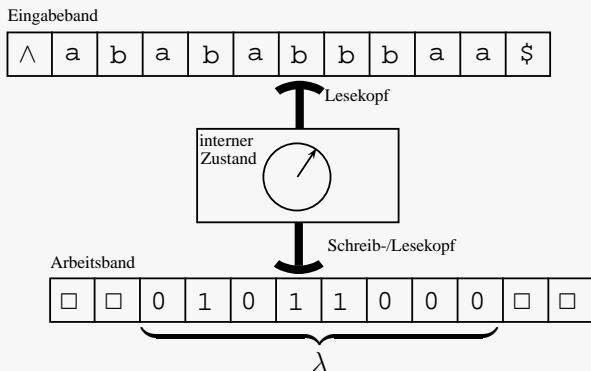 Eingabeband
∧ a b a b a b b b a a $
Lesekopf
interner
Zustand
Schreib-/Lesekopf
Arbeitsband
□ □ 0 1 0 1 1 0 0 0 □ □
λ